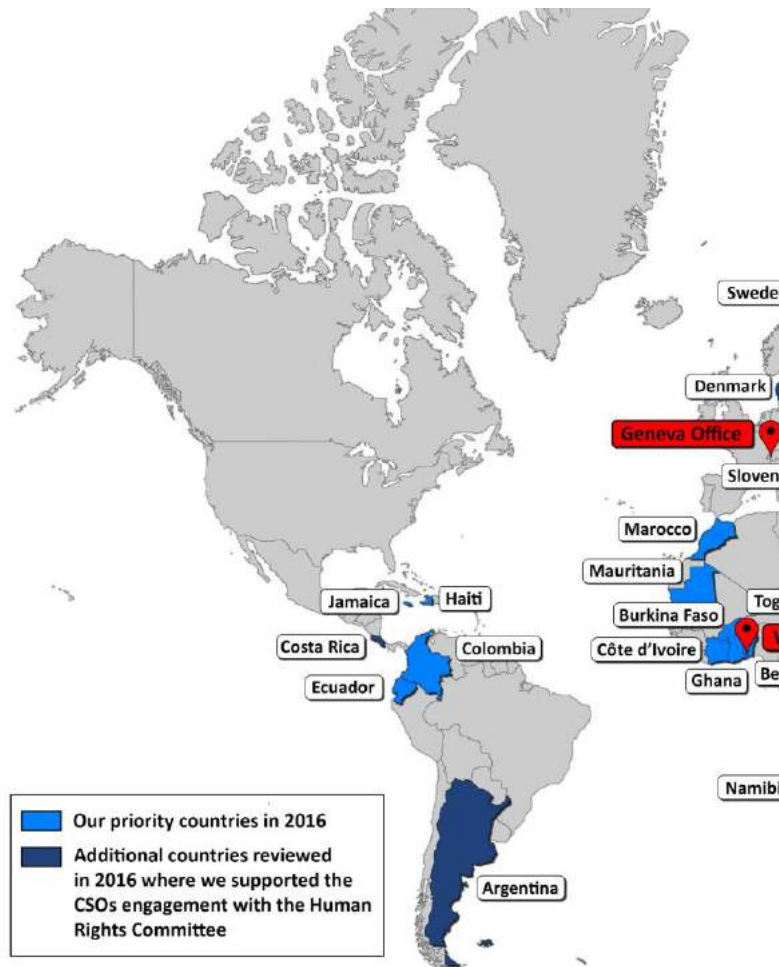 Swede
Denmark
Geneva Office
Sloven
Marocco
Mauritania
Jamaica
Haiti
Burkina Faso
Tog
Costa Rica
Colombia
Côte d'Ivoire
V
Ecuador
Ghana
Be
Namibi
Our priority countries in 2016
Additional countries reviewed
in 2016 where we supported the
CSOs engagement with the Human
Rights Committee
Argentina